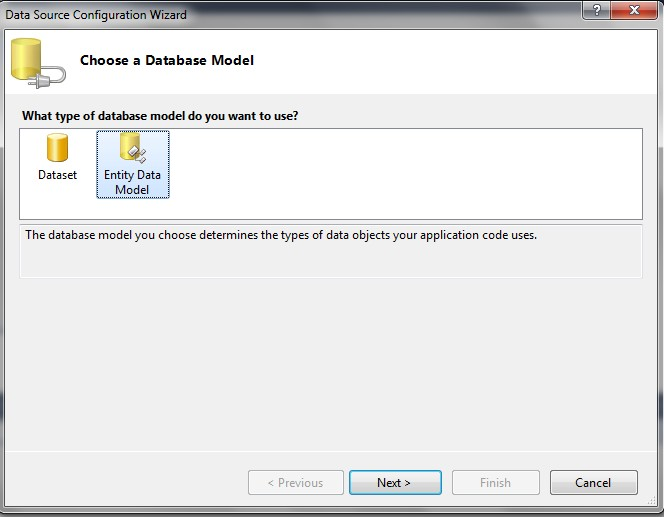 Data Source Configuration Wizard
?
Choose a Database Model
What type of database model do you want to use?
Dataset
Entity Data
Model
The database model you choose determines the types of data objects your application code uses.
< Previous
Next >
Finish
Cancel